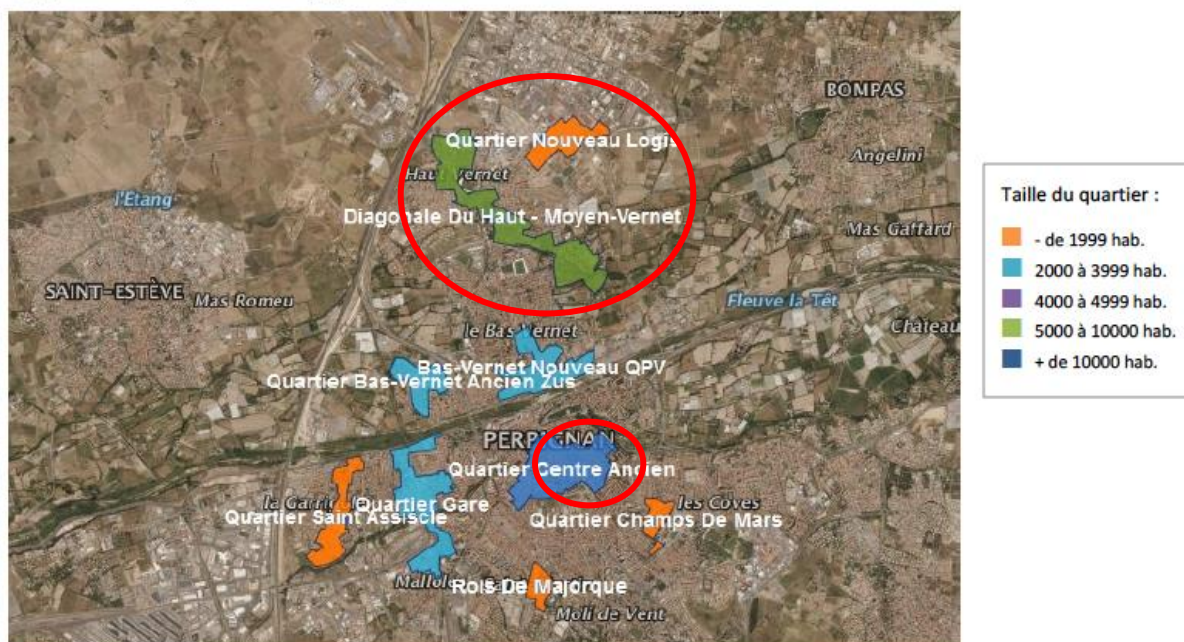 BOMPAS
Quartier Nouveau Logis
Angelini
Haut Vernet
l'Etang
Diagonale Du Haut - Moyen-Vernet
Mas Gaffard
SAINT-ESTÈVE
Mas Romeu
Fleuve la Têt
Château
le Bas Vernet
Bas-Vernet Nouveau QPV
Quartier Bas-Vernet Ancien Zus
PERPIGNAN
Quartier Centre Ancien
la Garrigole
Quartier Gare
les Coves
Quartier Saint Assiscle
Quartier Champs De Mars
Rois De Majorque
Moli de Vent
Taille du quartier :
- de 1999 hab.
2000 à 3999 hab.
4000 à 4999 hab.
5000 à 10000 hab.
+ de 10000 hab.